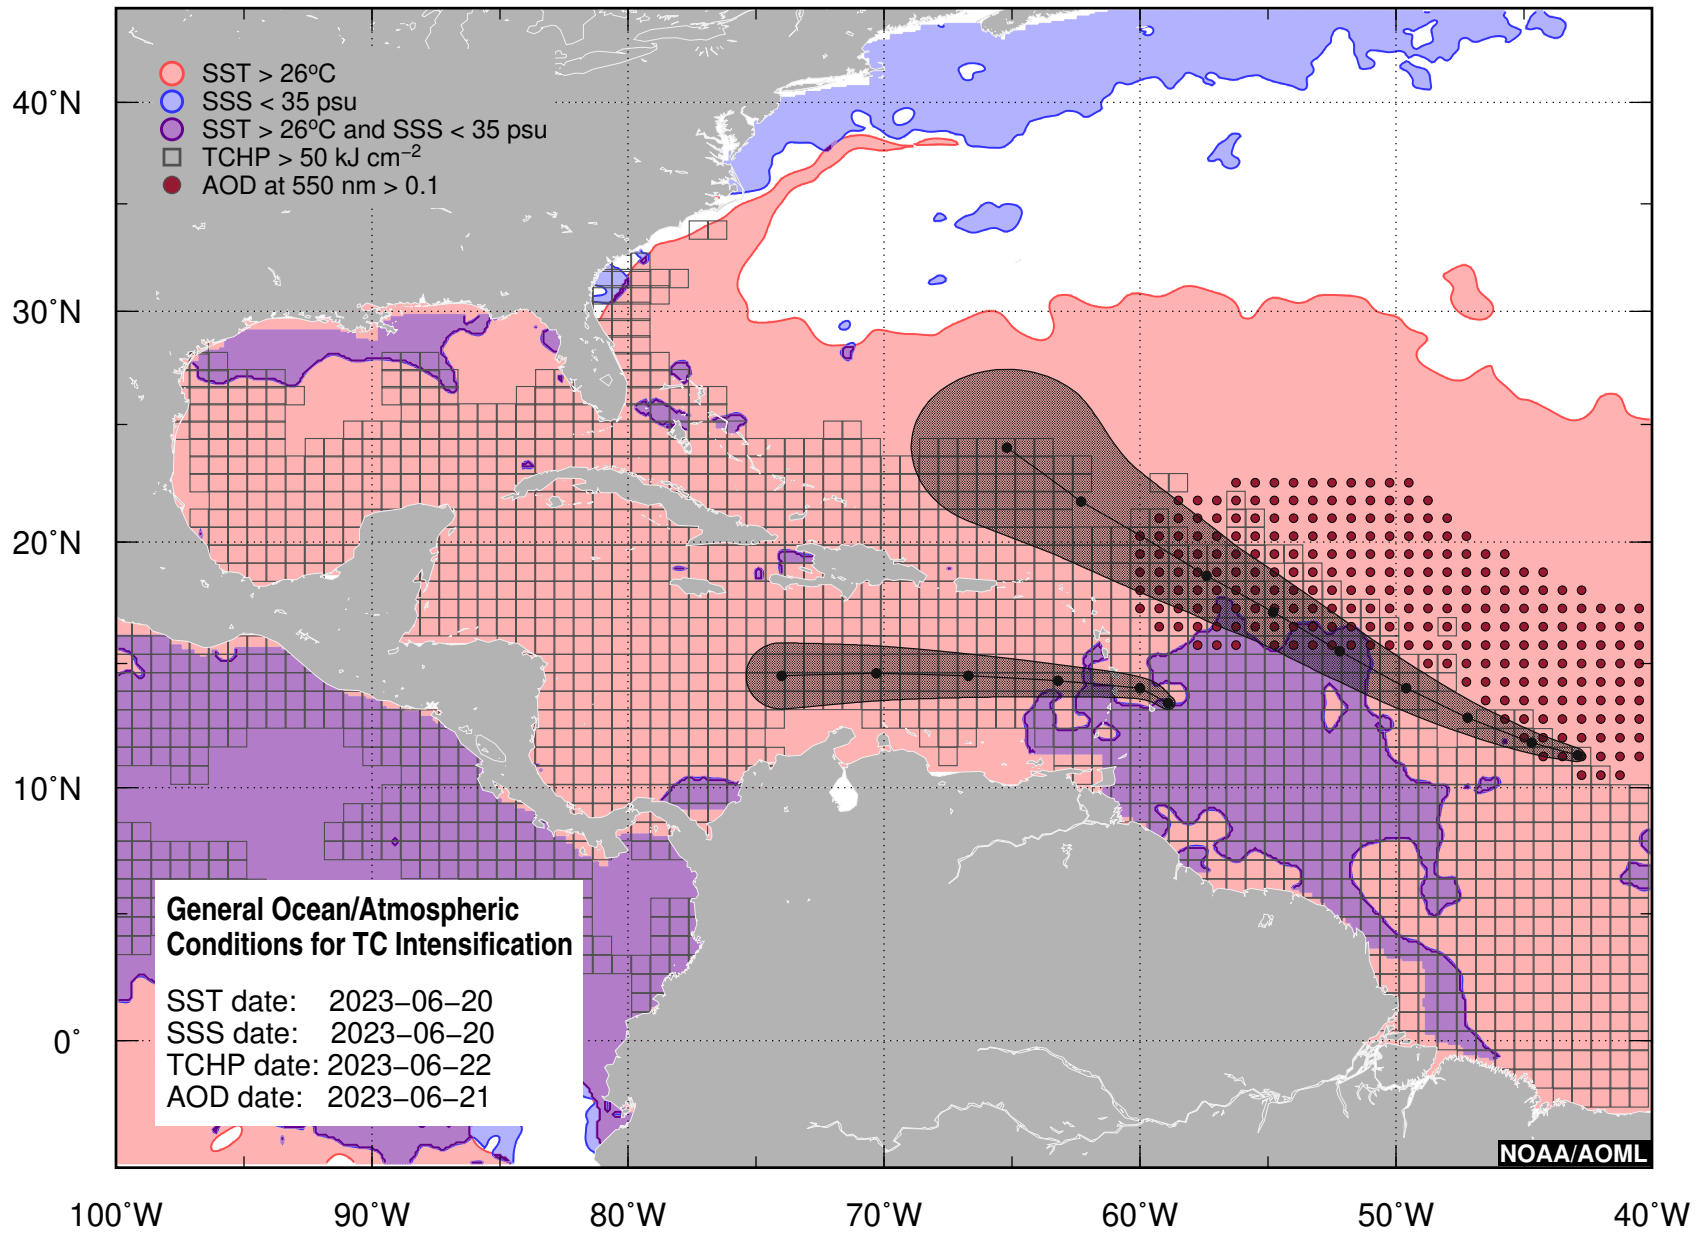 SST > 26ºC
SSS < 35 psu
SST > 26ºC and SSS < 35 psu
TCHP > 50 kJ cm⁻²
AOD at 550 nm > 0.1
40˚N
30˚N
20˚N
10˚N
0˚
General Ocean/Atmospheric
Conditions for TC Intensification
SST date: 2023−06−20
SSS date: 2023−06−20
TCHP date: 2023−06−22
AOD date: 2023−06−21
NOAA/AOML
100˚W 90˚W 80˚W 70˚W 60˚W 50˚W 40˚W